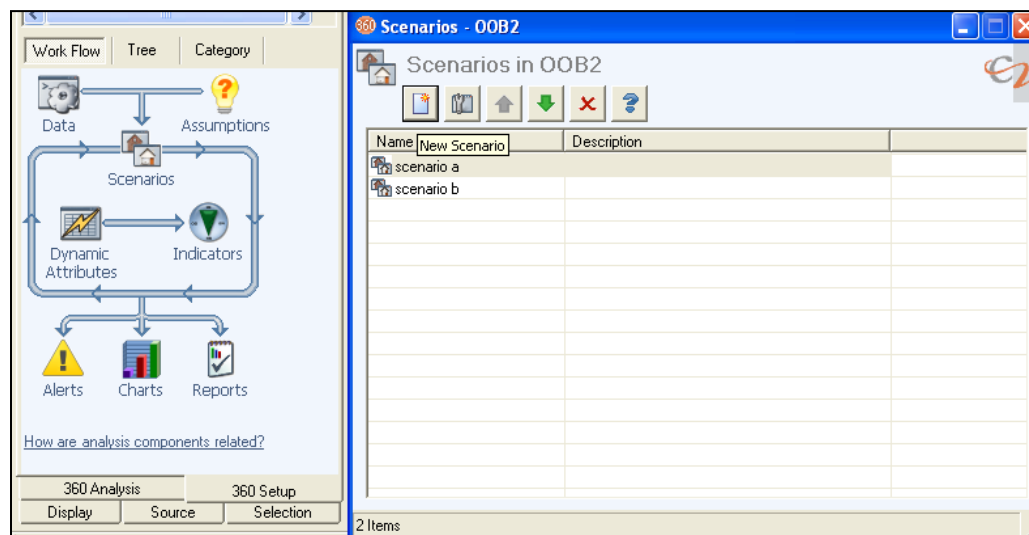 Work Flow Tree Category
Data Assumptions
Scenarios
Dynamic Attributes Indicators
Alerts Charts Reports
How are analysis components related?
360 Analysis 360 Setup
Display Source Selection
360 Scenarios - OOB2
Scenarios in OOB2
Name New Scenario Description
scenario a
scenario b
2 Items